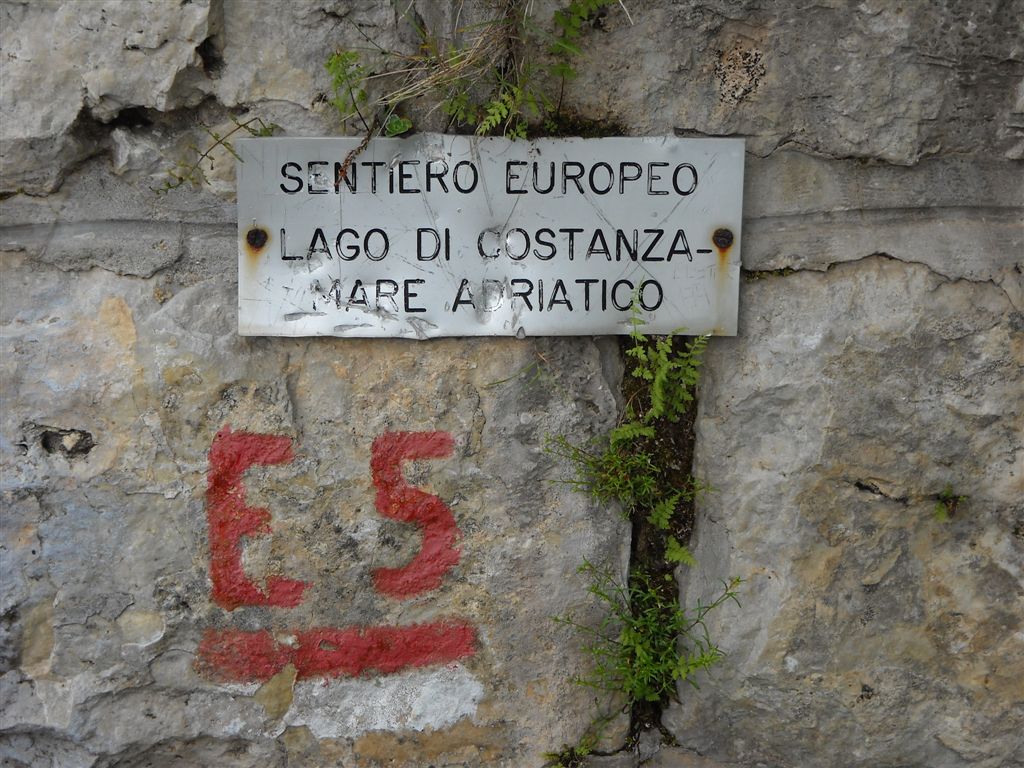 SENTIERO EUROPEO
LAGO DI COSTANZA-
MARE ADRIATICO
E5